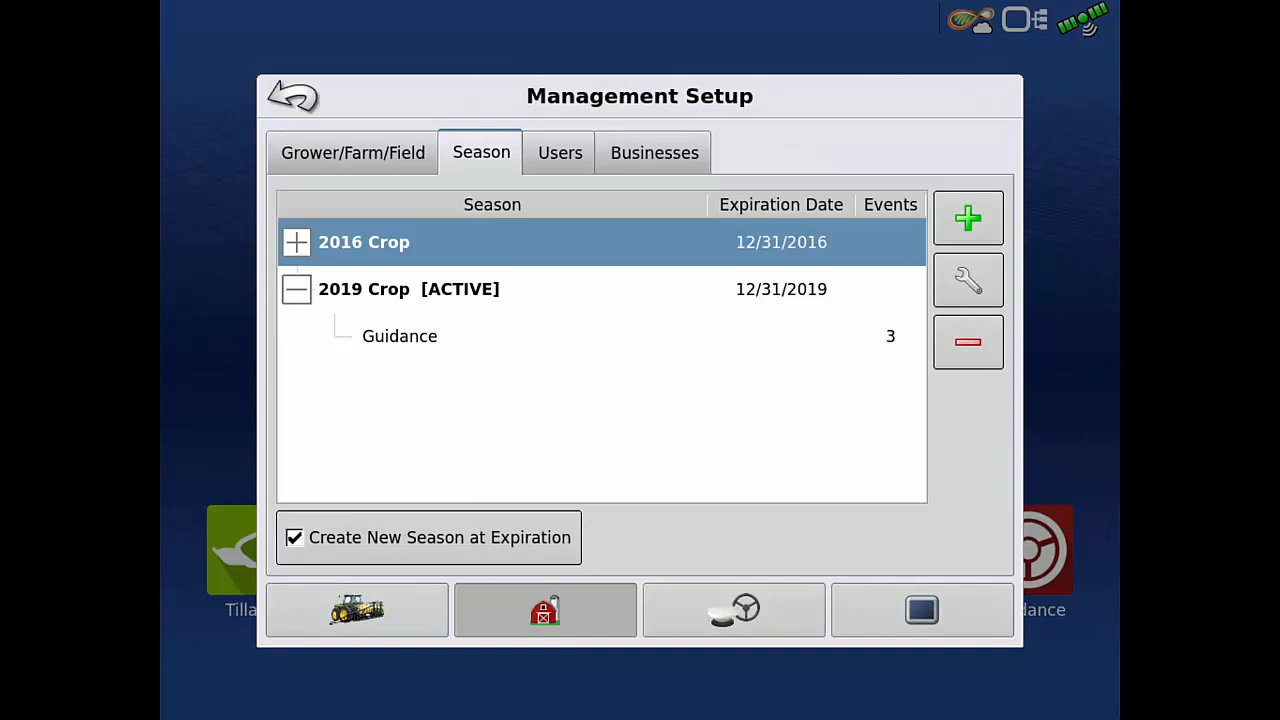 Management Setup
Grower/Farm/Field Season Users Businesses
Season Expiration Date Events
2016 Crop 12/31/2016
2019 Crop [ACTIVE] 12/31/2019
Guidance 3
Create New Season at Expiration
Tilla dance